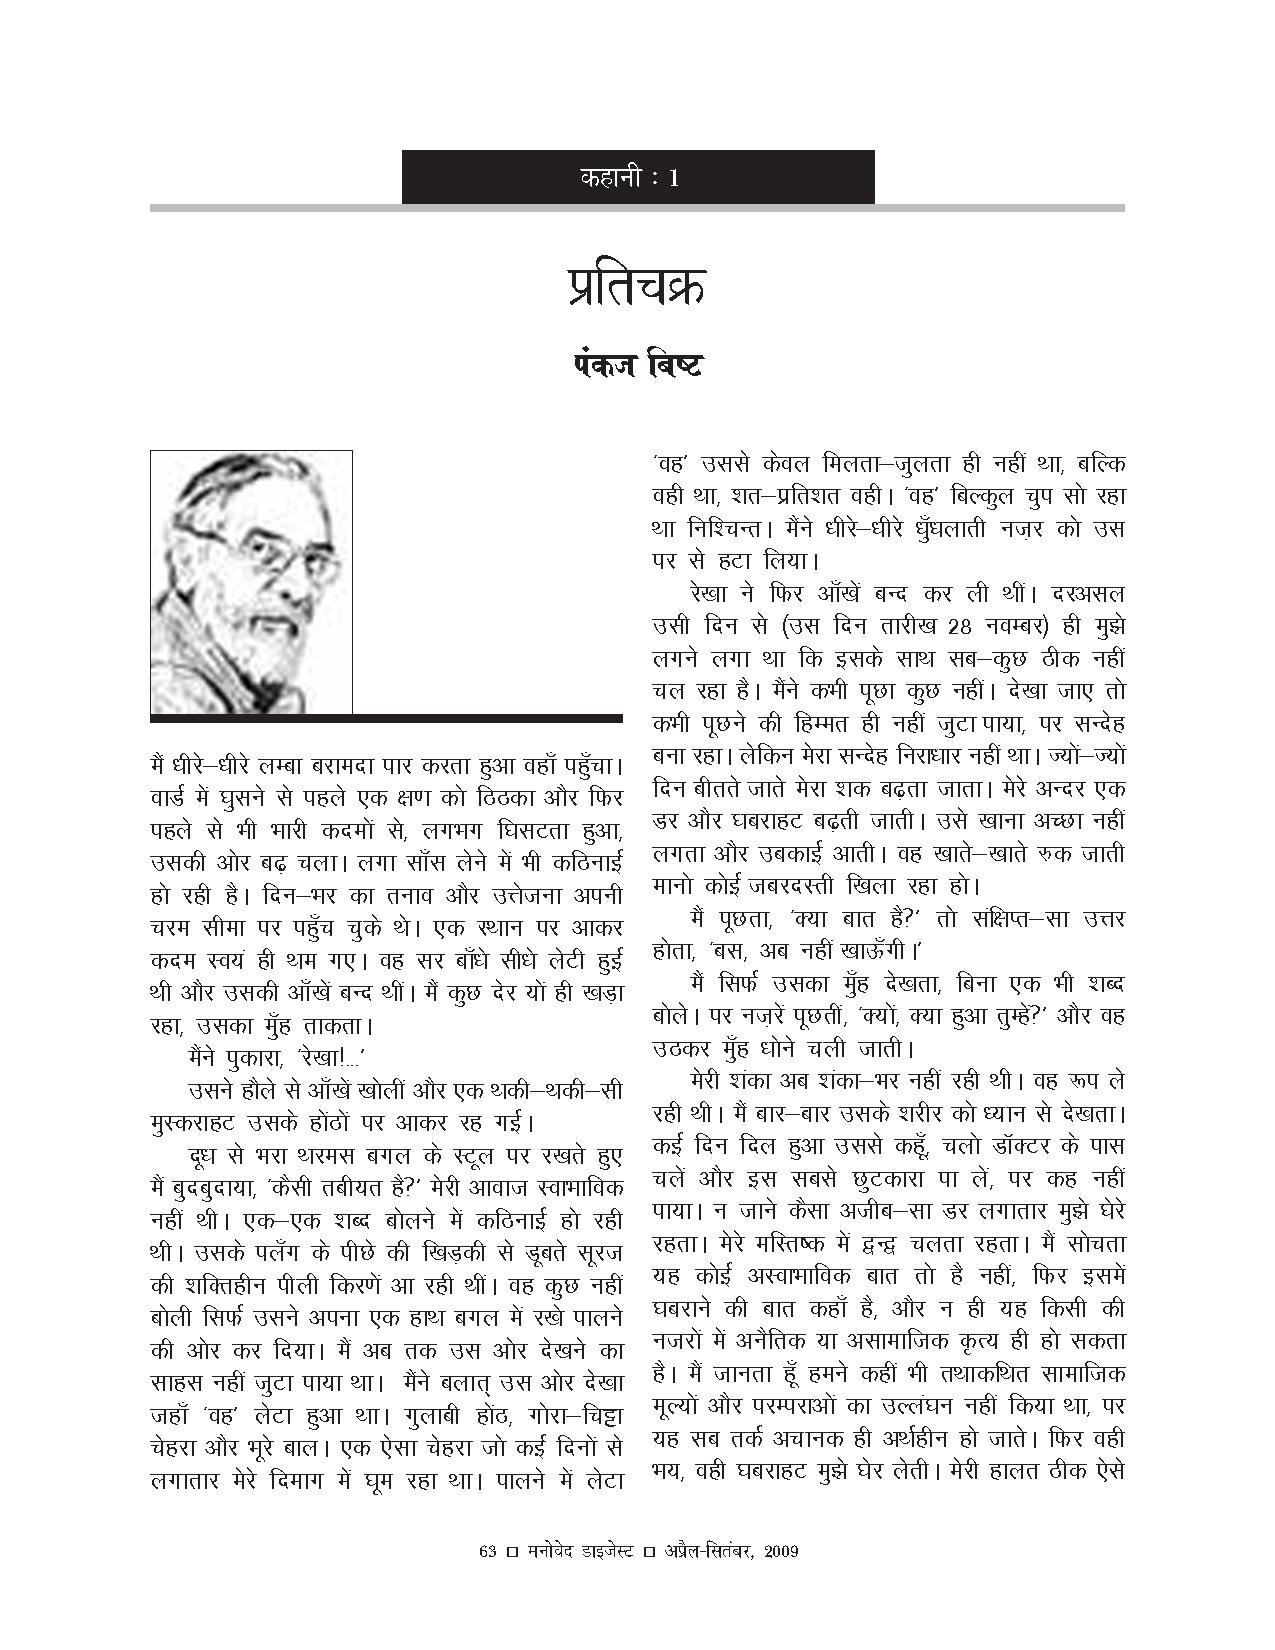 कहानी : 1
प्रतिचक्र
पंकज बिष्ट
मैं धीरे–धीरे लम्बा बरामदा पार करता हुआ वहाँ पहुँचा।
वार्ड में घुसने से पहले एक क्षण को ठठका और फिर
पहले से भी भारी कदमों से, लगभग घिसटता हुआ,
उसकी ओर बढ़ चला। लगा साँस लेने में भी कठिनाई
हो रही है। दिन–भर का तनाव और उत्तेजना अपनी
चरम सीमा पर पहुँच चुके थे। एक स्थान पर आकर
कदम स्वयं ही थम गए। वह सर बाँधे सीधे लेटी हुई
थी और उसकी आँखें बन्द थीं। मैं कुछ देर यों ही खड़ा
रहा, उसका मुँह ताकता।
मैंने पुकारा, ‘रेखा!...’
उसने हौले से आँखें खोलीं और एक थकी–थकी–सी
मुस्कराहट उसके होंठों पर आकर रह गई।
दूध से भरा थरमस बगल के स्टूल पर रखते हुए
मैं बुदबुदाया, ‘कैसी तबीयत है?’ मेरी आवाज स्वाभाविक
नहीं थी। एक–एक शब्द बोलने में कठिनाई हो रही
थी। उसके पलँग के पीछे की खिड़की से डूबते सूरज
की शक्तिहीन पीली किरणें आ रही थीं। वह कुछ नहीं
बोली सिर्फ उसने अपना एक हाथ बगल में रखे पालने
की ओर कर दिया। मैं अब तक उस ओर देखने का
साहस नहीं जुटा पाया था। मैंने बलात् उस ओर देखा
जहाँ ‘वह’ लेटा हुआ था। गुलाबी होंठ, गोरा–चिट्टा
चेहरा और भूरे बाल। एक ऐसा चेहरा जो कई दिनों से
लगातार मेरे दिमाग में घूम रहा था। पालने में लेटा
‘वह’ उससे केवल मिलता–जुलता ही नहीं था, बल्कि
वही था, शत–प्रतिशत वही। ‘वह’ बिल्कुल चुप सो रहा
था निश्चिन्त। मैंने धीरे–धीरे धुँधलाती नज़र को उस
पर से हटा लिया।
रेखा ने फिर आँखें बन्द कर ली थीं। दरअसल
उसी दिन से (उस दिन तारीख 28 नवम्बर) ही मुझे
लगने लगा था कि इसके साथ सब–कुछ ठीक नहीं
चल रहा है। मैंने कभी पूछा कुछ नहीं। देखा जाए तो
कभी पूछने की हिम्मत ही नहीं जुटा पाया, पर सन्देह
बना रहा। लेकिन मेरा सन्देह निराधार नहीं था। ज्यों–ज्यों
दिन बीतते जाते मेरा शक बढ़ता जाता। मेरे अन्दर एक
डर और घबराहट बढ़ती जाती। उसे खाना अच्छा नहीं
लगता और उबकाई आती। वह खाते–खाते रुक जाती
मानो कोई जबरदस्ती खिला रहा हो।
मैं पूछता, ‘क्या बात है?’ तो संक्षिप्त–सा उत्तर
होता, ‘बस, अब नहीं खाऊँगी।’
मैं सिर्फ उसका मुँह देखता, बिना एक भी शब्द
बोले। पर नज़रें पूछतीं, ‘क्यों, क्या हुआ तुम्हें?’ और वह
उठकर मुँह धोने चली जाती।
मेरी शंका अब शंका–भर नहीं रही थी। वह रूप ले
रही थी। मैं बार–बार उसके शरीर को ध्यान से देखता।
कई दिन दिल हुआ उससे कहूँ, चलो डॉक्टर के पास
चलें और इस सबसे छुटकारा पा लें, पर कह नहीं
पाया। न जाने कैसा अजीब–सा डर लगातार मुझे घेरे
रहता। मेरे मस्तिष्क में द्वन्द्व चलता रहता। मैं सोचता
यह कोई अस्वाभाविक बात तो है नहीं, फिर इसमें
घबराने की बात कहाँ है, और न ही यह किसी की
नजरों में अनैतिक या असामाजिक कृत्य ही हो सकता
है। मैं जानता हूँ हमने कहीं भी तथाकथित सामाजिक
मूल्यों और परम्पराओं का उल्लंघन नहीं किया था, पर
यह सब तर्क अचानक ही अर्थहीन हो जाते। फिर वही
भय, वही घबराहट मुझे घेर लेती। मेरी हालत ठीक ऐसे
63 □ मनोवेद डाइजेस्ट □ अप्रैल-सितंबर, 2009